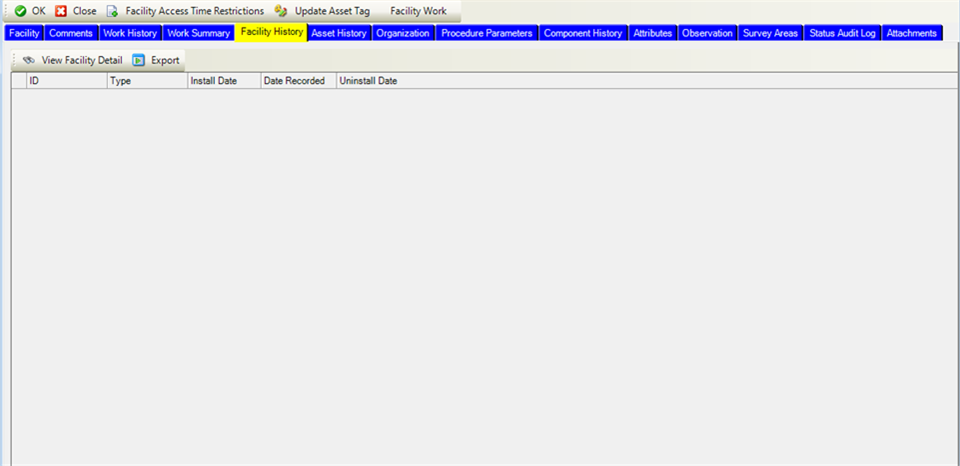 OK Close Facility Access Time Restrictions Update Asset Tag Facility Work
Facility Comments Work History Work Summary Facility History Asset History Organization Procedure Parameters Component History Attributes Observation Survey Areas Status Audit Log Attachments
View Facility Detail Export
ID Type Install Date Date Recorded Uninstall Date